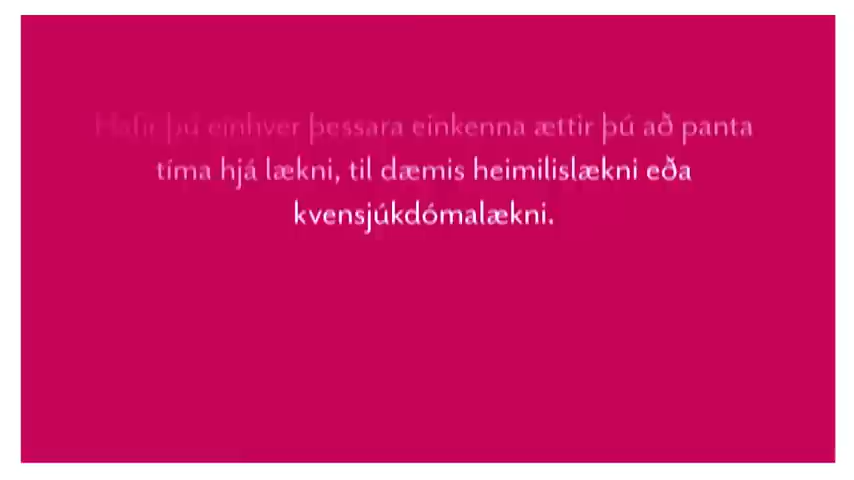 Hafir þú einhver þessara einkenna ættir þú að panta
tíma hjá lækni, til dæmis heimilislækni eða
kvensjúkdómalækni.